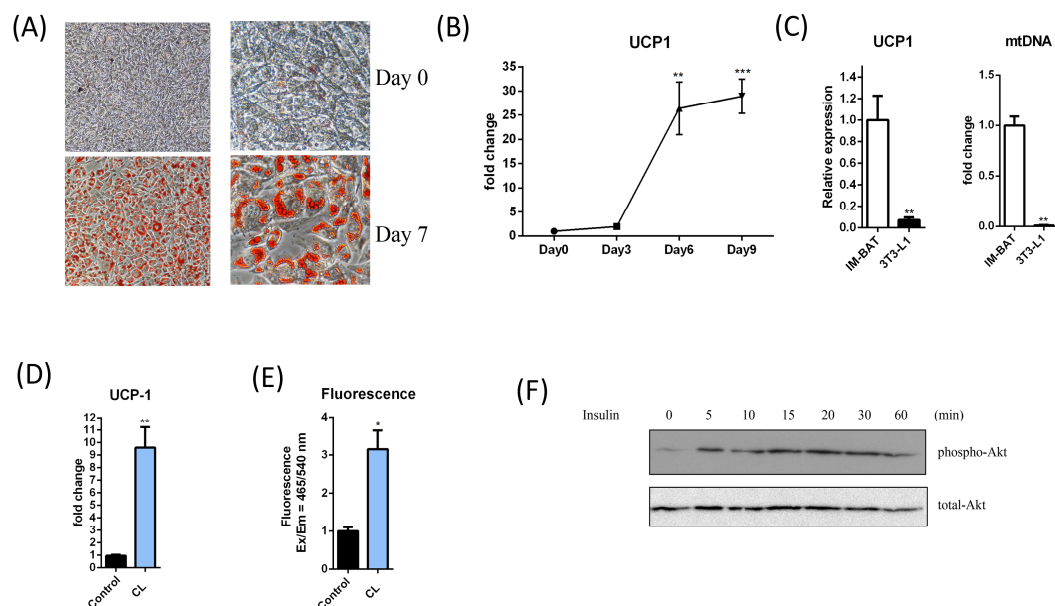 (A)
Day 0
Day 7
(B)
UCP1
fold change
35
30
25
20
15
10
5
0
**
***
Day0 Day3 Day6 Day9
(C)
UCP1
Relative expression
1.4
1.2
1.0
0.8
0.6
0.4
0.2
0.0
**
IM-BAT 3T3-L1
mtDNA
fold change
1.5
1.0
0.5
0.0
**
IM-BAT 3T3-L1
(D)
UCP-1
fold change
12
11
10
9
8
7
6
5
4
3
2
1
0
**
Control CL
(E)
Fluorescence
Fluorescence
Ex/Em = 465/540 nm
4
3
2
1
0
*
Control CL
(F)
Insulin 0 5 10 15 20 30 60 (min)
phospho-Akt
total-Akt